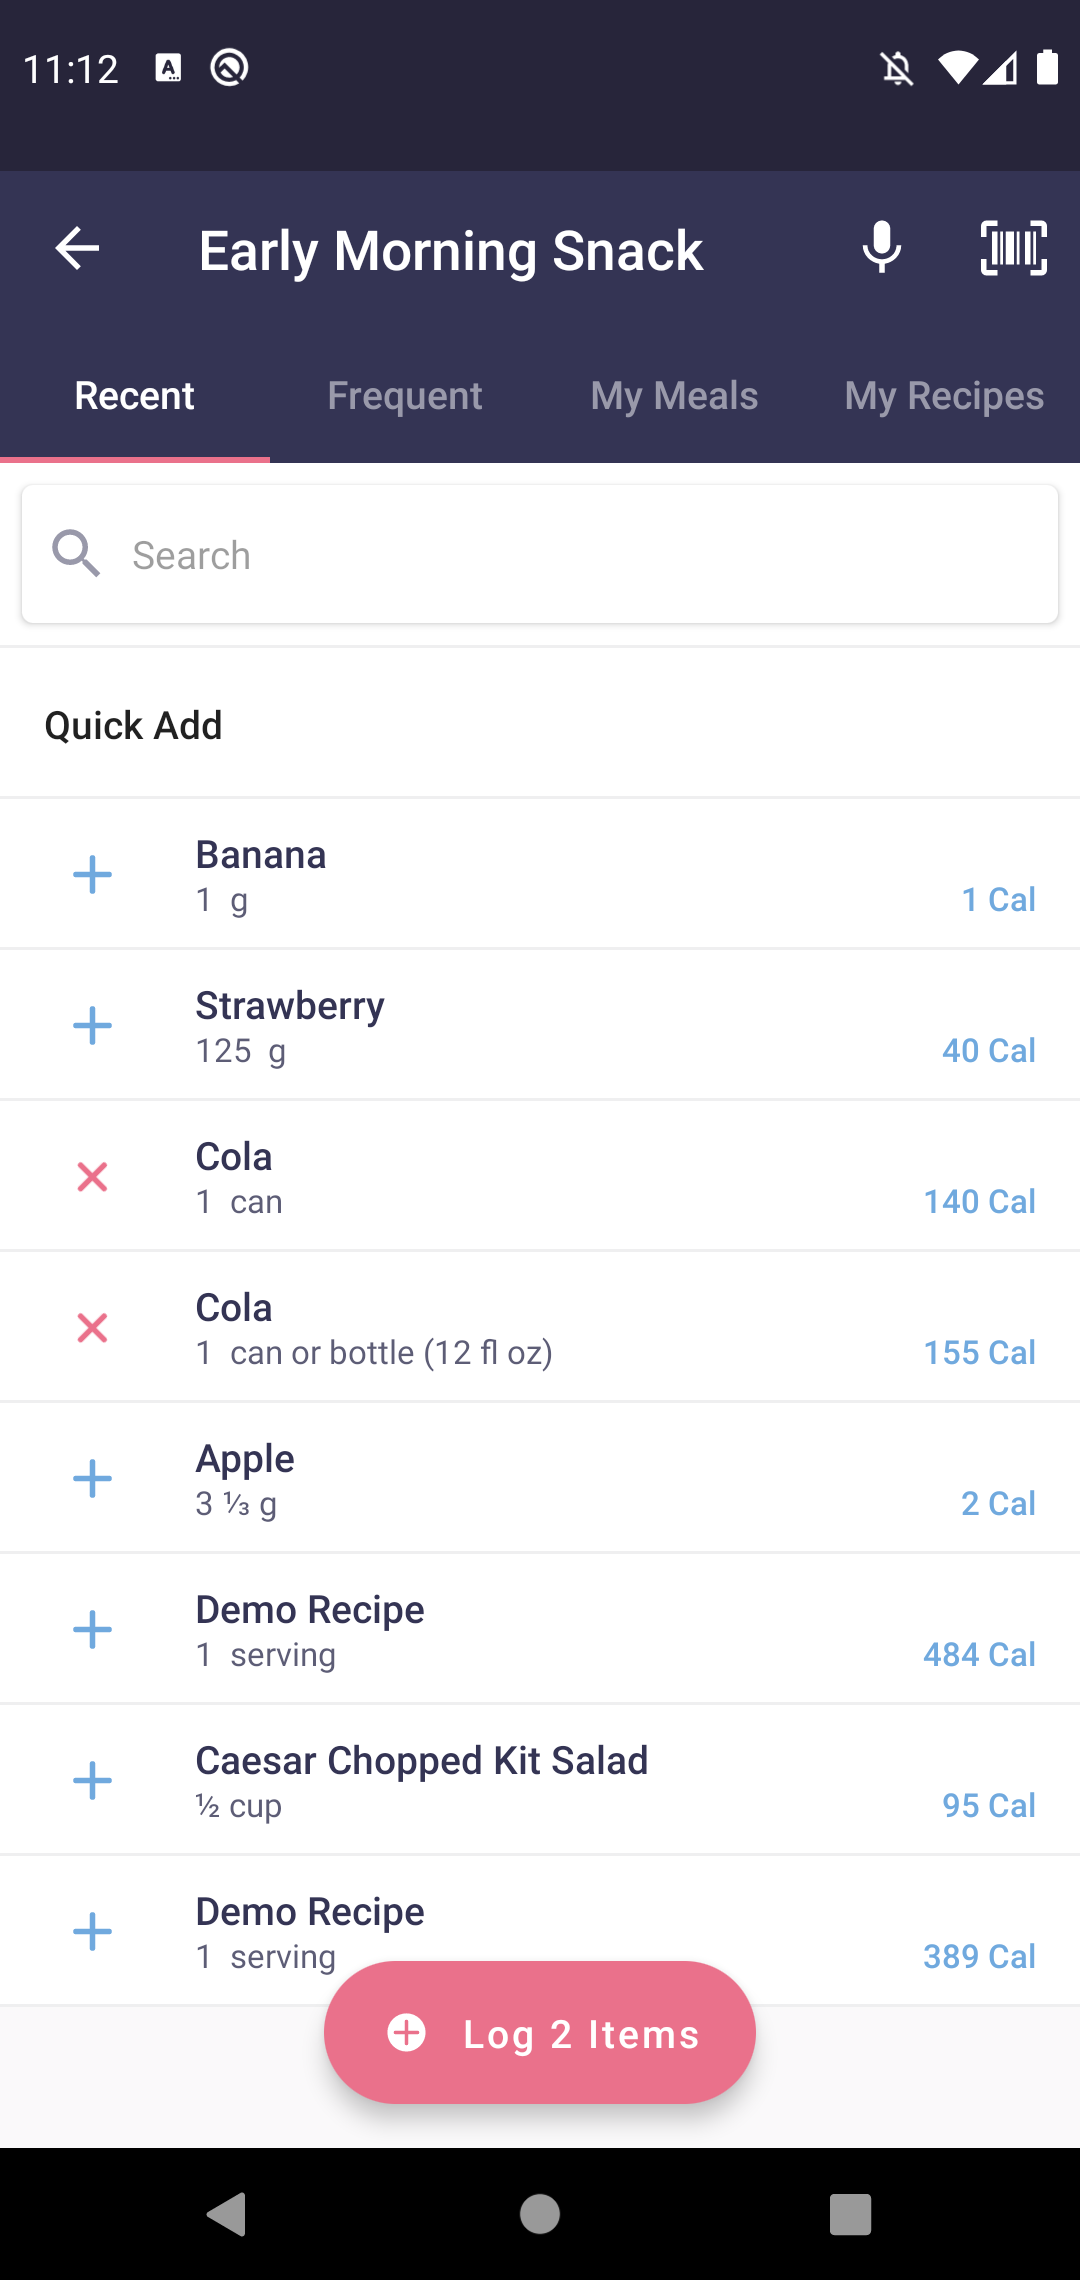 11:12
Early Morning Snack
Recent Frequent My Meals My Recipes
Search
Quick Add
Banana
1 g 1 Cal
Strawberry
125 g 40 Cal
Cola
1 can 140 Cal
Cola
1 can or bottle (12 fl oz) 155 Cal
Apple
3 ⅓ g 2 Cal
Demo Recipe
1 serving 484 Cal
Caesar Chopped Kit Salad
½ cup 95 Cal
Demo Recipe
1 serving 389 Cal
Log 2 Items